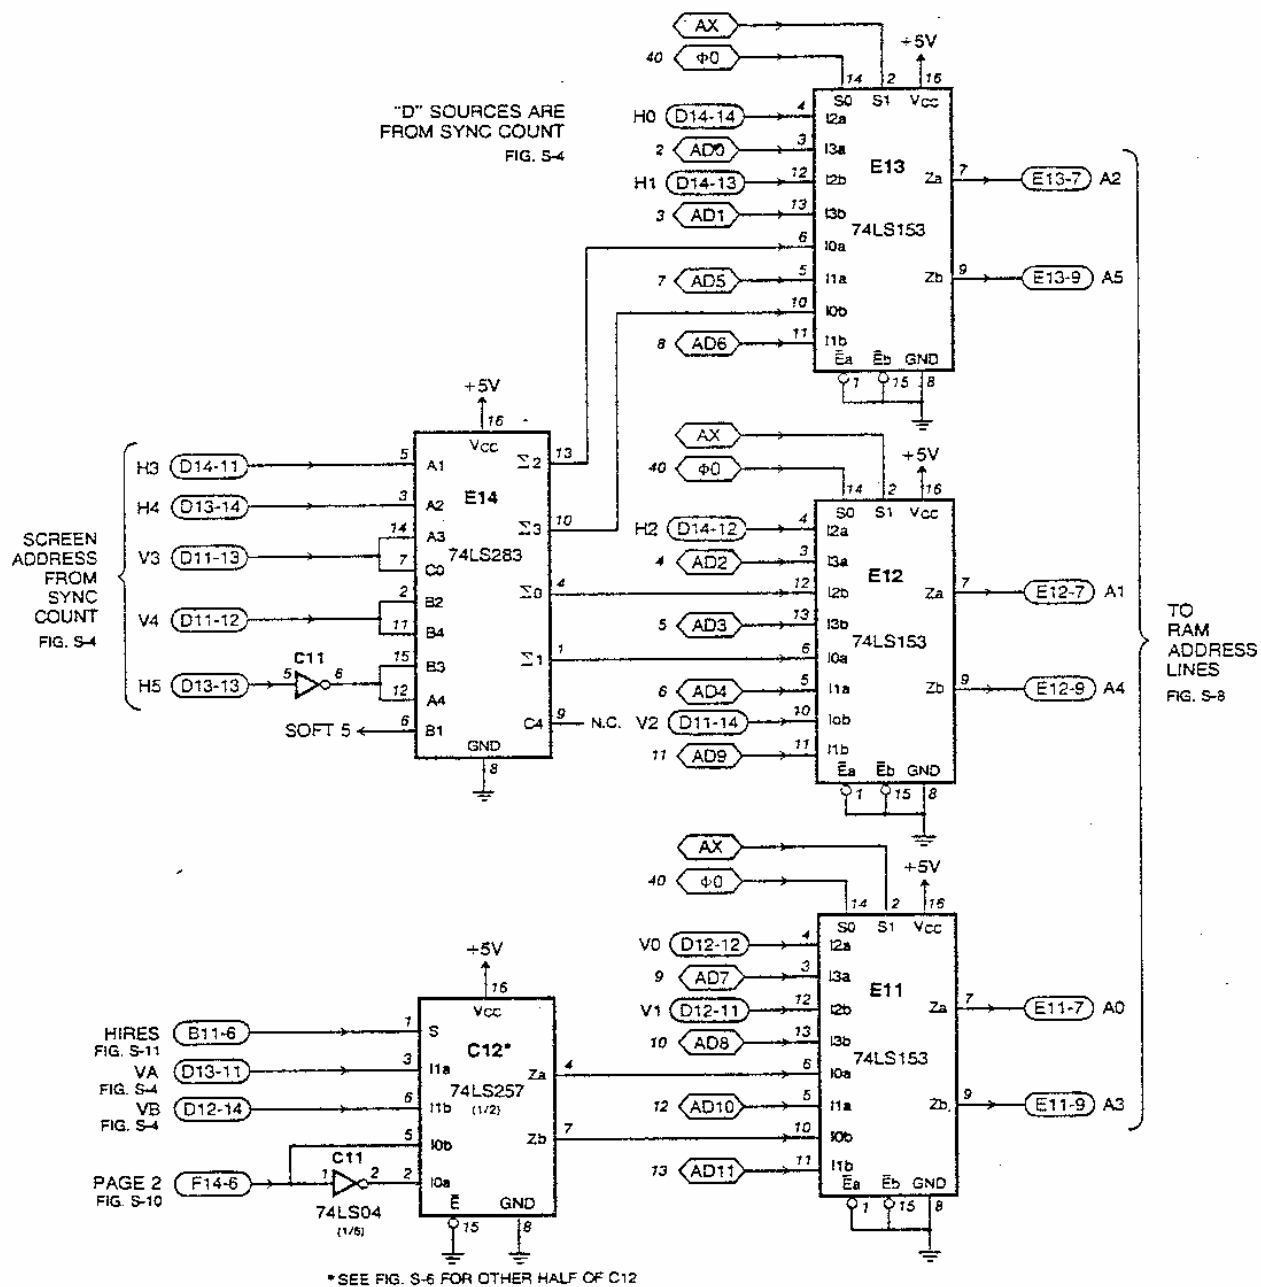 AX
+5V
40 Φ0
14 2 16
S0 S1 VCC
"D" SOURCES ARE
FROM SYNC COUNT
FIG. S-4
H0 D14-14 4 I2a
2 AD0 3 I3a
E13
H1 D14-13 12 I2b
Za 7 E13-7 A2
3 AD1 13 I3b
74LS153
6 I0a
7 AD5 5 I1a
Zb 9 E13-9 A5
10 I0b
8 AD6 11 I1b
Ea Eb GND
1 15 8
+5V
16
VCC
SCREEN
ADDRESS
FROM
SYNC
COUNT
FIG. S-4
H3 D14-11 5 A1
Σ2 13
H4 D13-14 3 A2
E14
14 A3
Σ3 10
V3 D11-13
74LS283
7 C0
2 B2
Σ0 4
V4 D11-12
11 B4
15 B3
Σ1 1
C11
H5 D13-13 5 6
12 A4
SOFT 5 6 B1
C4 9 N.C.
GND
8
AX
+5V
40 Φ0
14 2 16
S0 S1 VCC
H2 D14-12 4 I2a
4 AD2 3 I3a
E12
12 I2b
Za 7 E12-7 A1
5 AD3 13 I3b
74LS153
6 I0a
6 AD4 5 I1a
Zb 9 E12-9 A4
V2 D11-14 10 I0b
11 AD9 11 I1b
Ea Eb GND
1 15 8
TO
RAM
ADDRESS
LINES
FIG. S-8
AX
+5V
40 Φ0
14 2 16
S0 S1 VCC
V0 D12-12 4 I2a
9 AD7 3 I3a
E11
V1 D12-11 12 I2b
Za 7 E11-7 A0
10 AD8 13 I3b
74LS153
6 I0a
12 AD10 5 I1a
Zb 9 E11-9 A3
10 I0b
13 AD11 11 I1b
Ea Eb GND
1 15 8
+5V
16
VCC
HIRES B11-6 1 S
FIG. S-11
C12*
VA D13-11 3 I1a
FIG. S-4
Za 4
74LS257
(1/2)
VB D12-14 6 I1b
FIG. S-4
Zb 7
5 I0b
C11
PAGE 2 F14-6 1 2 2 I0a
FIG. S-10
74LS04
(1/6)
E GND
15 8
*SEE FIG. S-6 FOR OTHER HALF OF C12